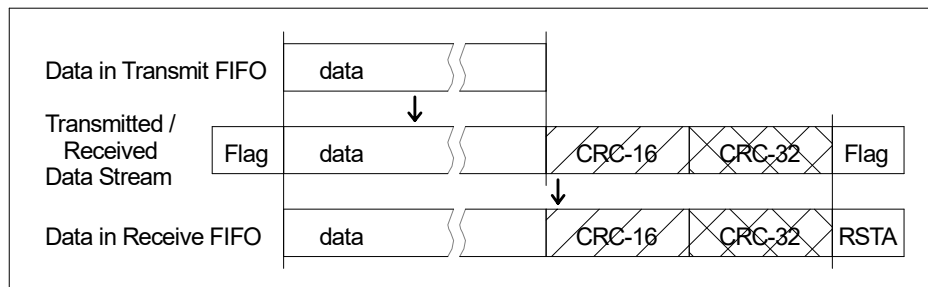 Data in Transmit FIFO data
Transmitted /
Received
Data Stream
Flag data CRC-16 CRC-32 Flag
Data in Receive FIFO data CRC-16 CRC-32 RSTA